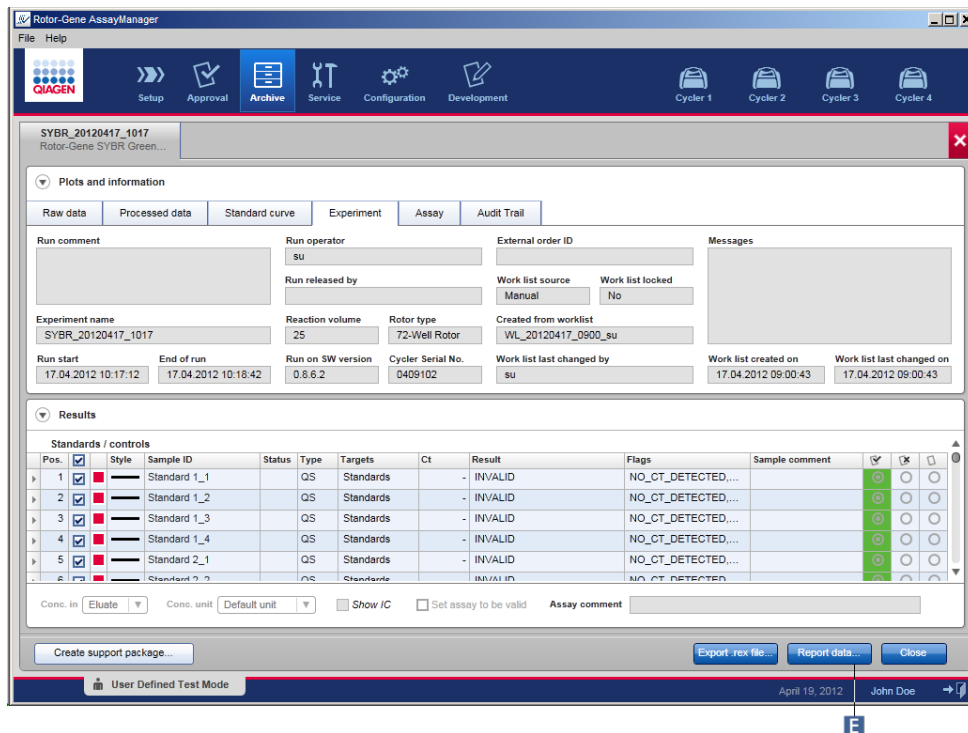 Rotor-Gene AssayManager
File Help
QIAGEN
Setup Approval Archive Service Configuration Development Cycler 1 Cycler 2 Cycler 3 Cycler 4
SYBR_20120417_1017
Rotor-Gene SYBR Green...
Plots and information
Raw data Processed data Standard curve Experiment Assay Audit Trail
Run comment Run operator External order ID Messages
su
Run released by Work list source Work list locked
Manual No
Experiment name Reaction volume Rotor type Created from worklist
SYBR_20120417_1017 25 72-Well Rotor WL_20120417_0900_su
Run start End of run Run on SW version Cycler Serial No. Work list last changed by Work list created on Work list last changed on
17.04.2012 10:17:12 17.04.2012 10:18:42 0.8.6.2 0409102 su 17.04.2012 09:00:43 17.04.2012 09:00:43
Results
Standards / controls
Pos. Style Sample ID Status Type Targets Ct Result Flags Sample comment
1 Standard 1_1 QS Standards - INVALID NO_CT_DETECTED,...
2 Standard 1_2 QS Standards - INVALID NO_CT_DETECTED,...
3 Standard 1_3 QS Standards - INVALID NO_CT_DETECTED,...
4 Standard 1_4 QS Standards - INVALID NO_CT_DETECTED,...
5 Standard 2_1 QS Standards - INVALID NO_CT_DETECTED,...
6 Standard 2_2 QS Standards - INVALID NO_CT_DETECTED,...
Conc. in Eluate Conc. unit Default unit Show IC Set assay to be valid Assay comment
Create support package... Export .rex file... Report data... Close
User Defined Test Mode April 19, 2012 John Doe
E